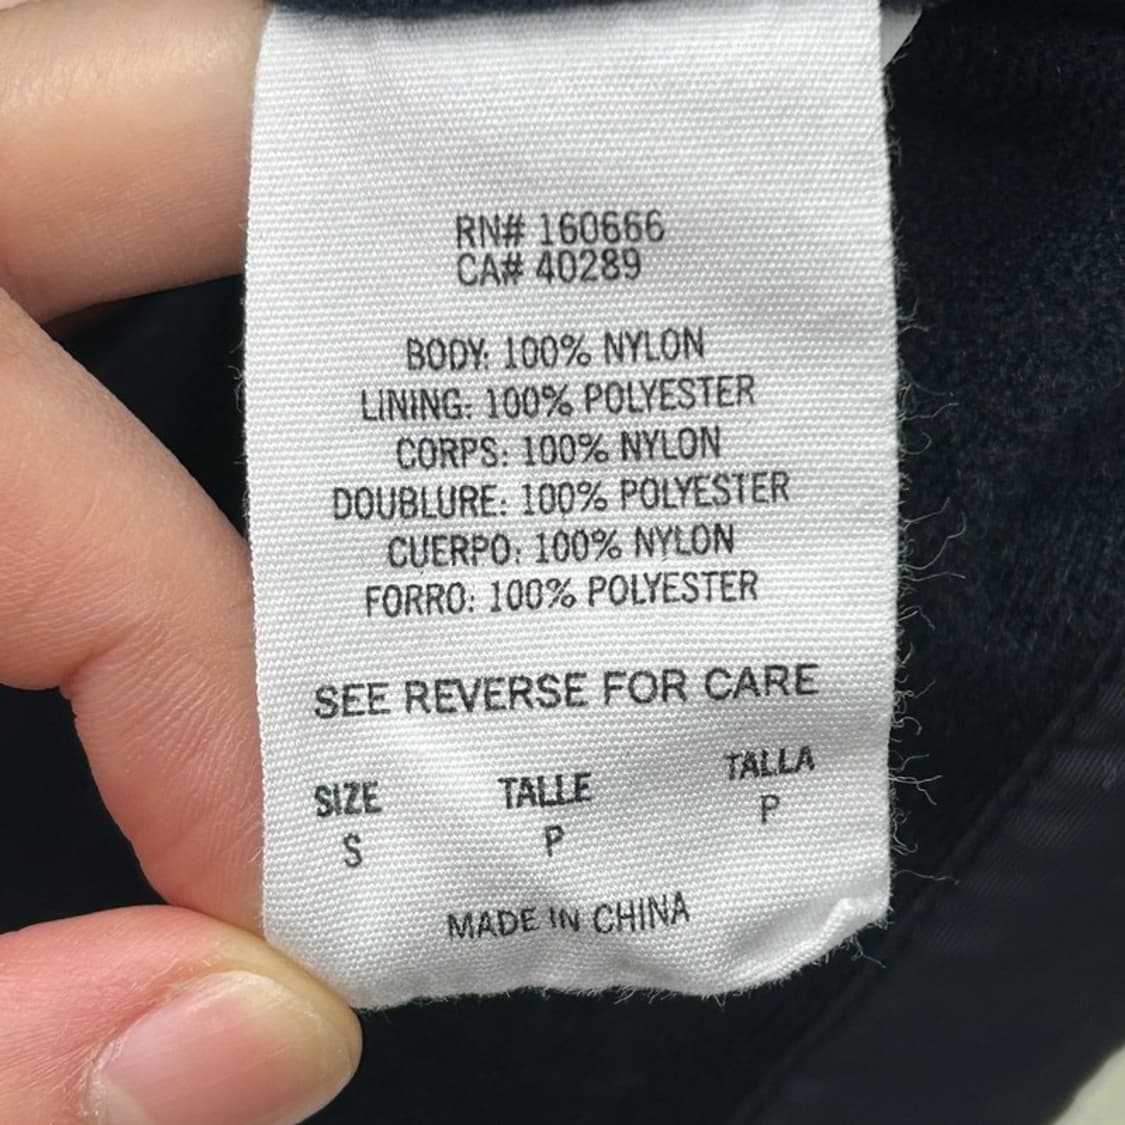 RN# 160666
CA# 40289
BODY: 100% NYLON
LINING: 100% POLYESTER
CORPS: 100% NYLON
DOUBLURE: 100% POLYESTER
CUERPO: 100% NYLON
FORRO: 100% POLYESTER
SEE REVERSE FOR CARE
SIZE TALLE TALLA
S P P
MADE IN CHINA